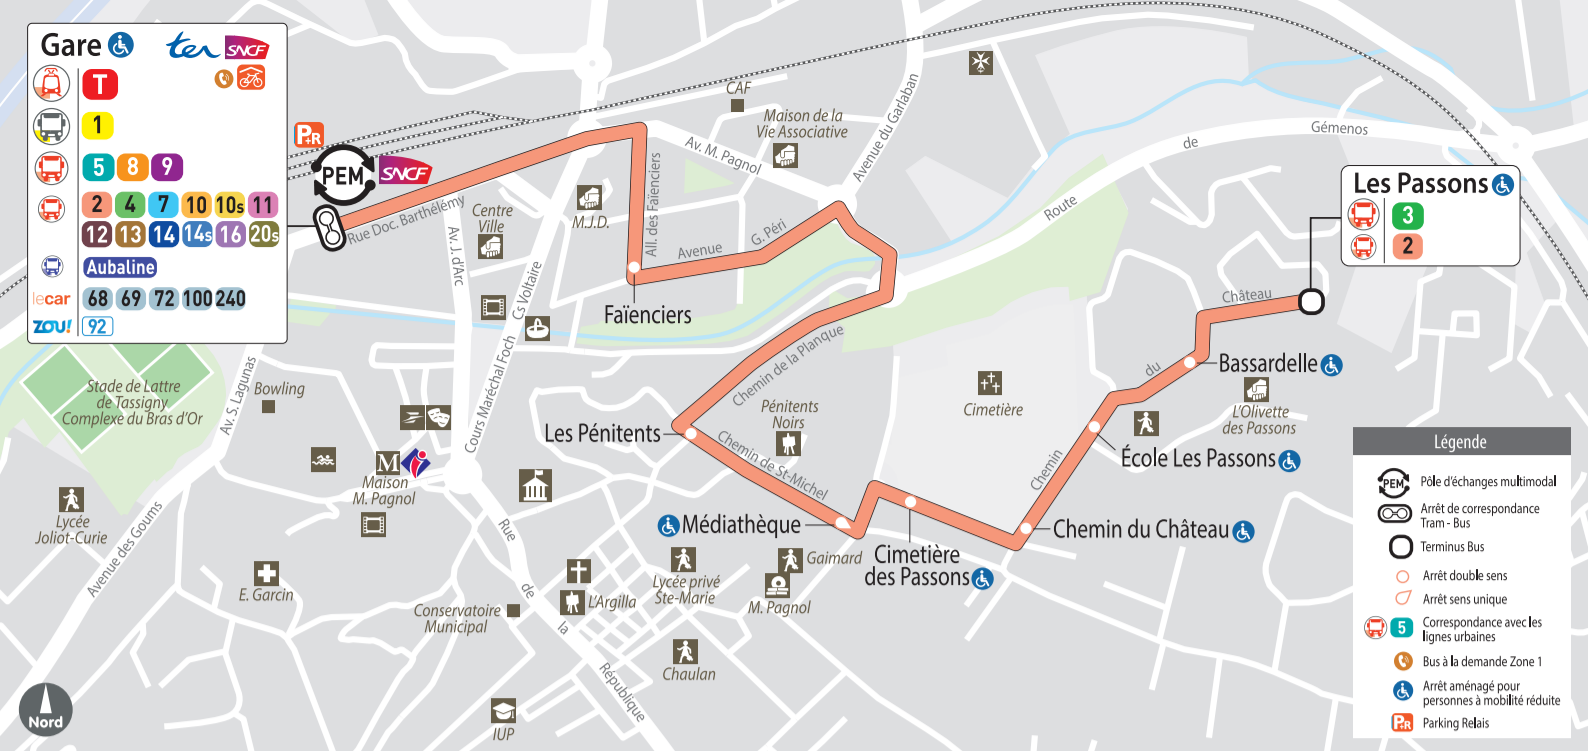 Gare
ter SNCF
T
1
5 8 9
2 4 7 10 10s 11
12 13 14 14s 16 20s
Aubaline
lecar 68 69 72 100 240
ZOU! 92
P+R
PEM SNCF
Rue Doc. Barthélémy
Av. J. d'Arc
Centre
Ville
M.J.D.
All. des Faïenciers
CAF
Maison de la
Vie Associative
Av. M. Pagnol
Avenue du Garlaban
Avenue G. Péri
Faïenciers
Route de Gémenos
Les Passons
3
2
Château
Bassardelle
L'Olivette
des Passons
École Les Passons
Chemin du
Chemin du Château
Cimetière
Cimetière
des Passons
Médiathèque
Chemin de St-Michel
Pénitents
Noirs
Les Pénitents
Chemin de la Planque
Cs Voltaire
Cours Maréchal Foch
Stade de Lattre
de Tassigny
Complexe du Bras d'Or
Av. S. Lagunas
Bowling
M
Maison
M. Pagnol
Lycée
Joliot-Curie
Avenue des Goums
E. Garcin
Conservatoire
Municipal
Rue de la République
L'Argilla
Lycée privé
Ste-Marie
Gaimard
M. Pagnol
Chaulan
IUP
Nord
Légende
PEM Pôle d'échanges multimodal
Arrêt de correspondance
Tram - Bus
Terminus Bus
Arrêt double sens
Arrêt sens unique
5 Correspondance avec les
lignes urbaines
Bus à la demande Zone 1
Arrêt aménagé pour
personnes à mobilité réduite
P+R Parking Relais